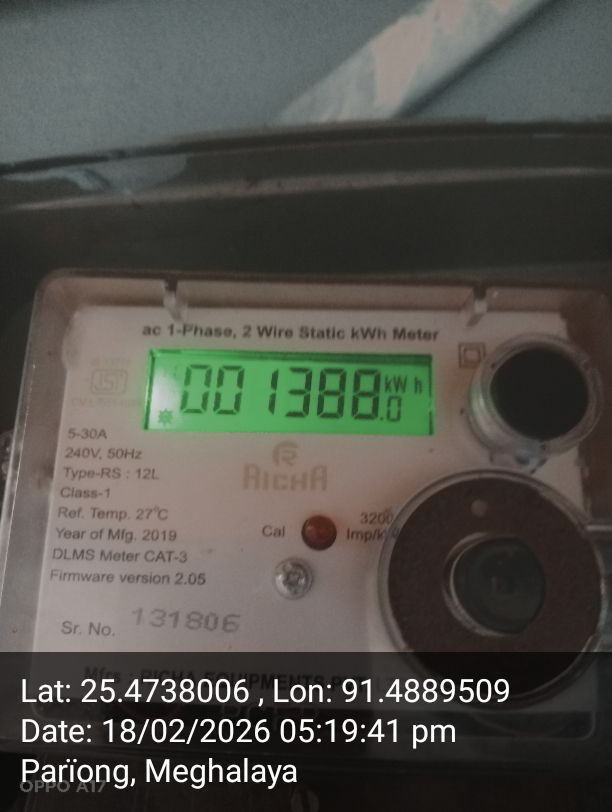 ac 1-Phase, 2 Wire Static kWh Meter
001388.0 kWh
5-30A
240V, 50Hz
Type-RS : 12L
Class-1
Ref. Temp. 27°C
Year of Mfg. 2019
DLMS Meter CAT-3
Firmware version 2.05
RICHA
Cal
3200
Imp/k
Sr. No. 131806
Lat: 25.4738006 , Lon: 91.4889509
Date: 18/02/2026 05:19:41 pm
Parïong, Meghalaya
OPPO A17